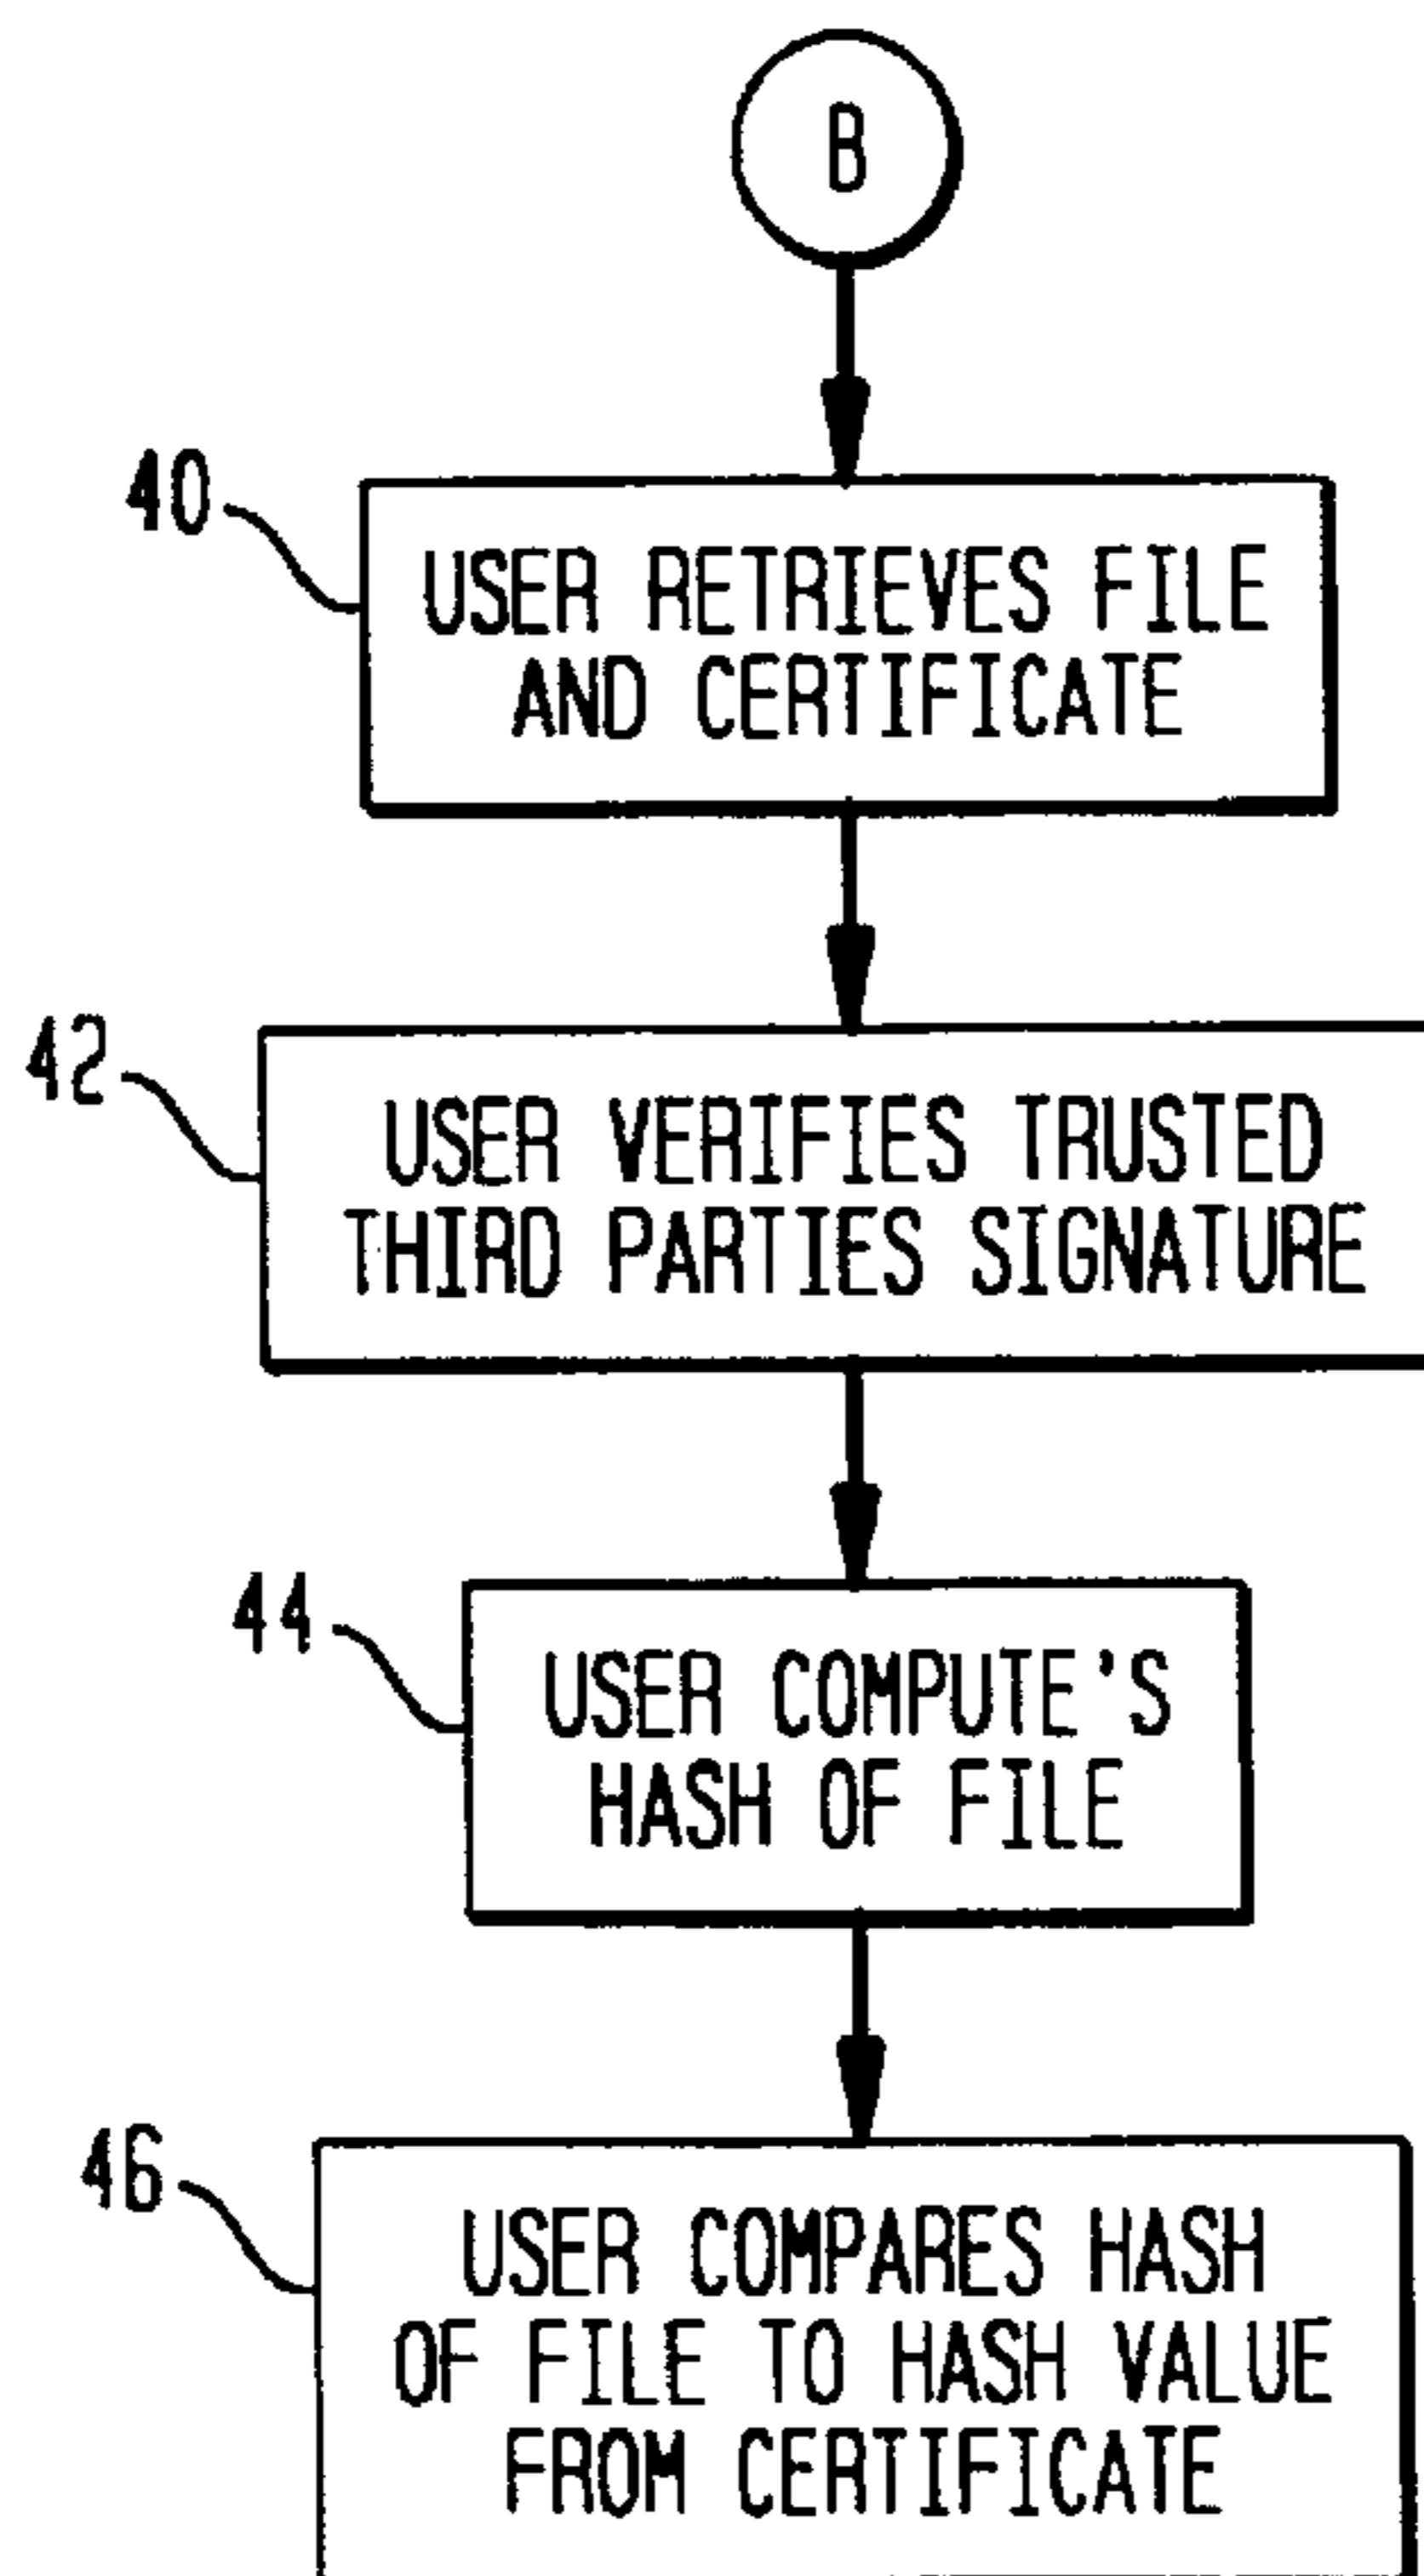 B
40
USER RETRIEVES FILE
AND CERTIFICATE
42
USER VERIFIES TRUSTED
THIRD PARTIES SIGNATURE
44
USER COMPUTE'S
HASH OF FILE
46
USER COMPARES HASH
OF FILE TO HASH VALUE
FROM CERTIFICATE